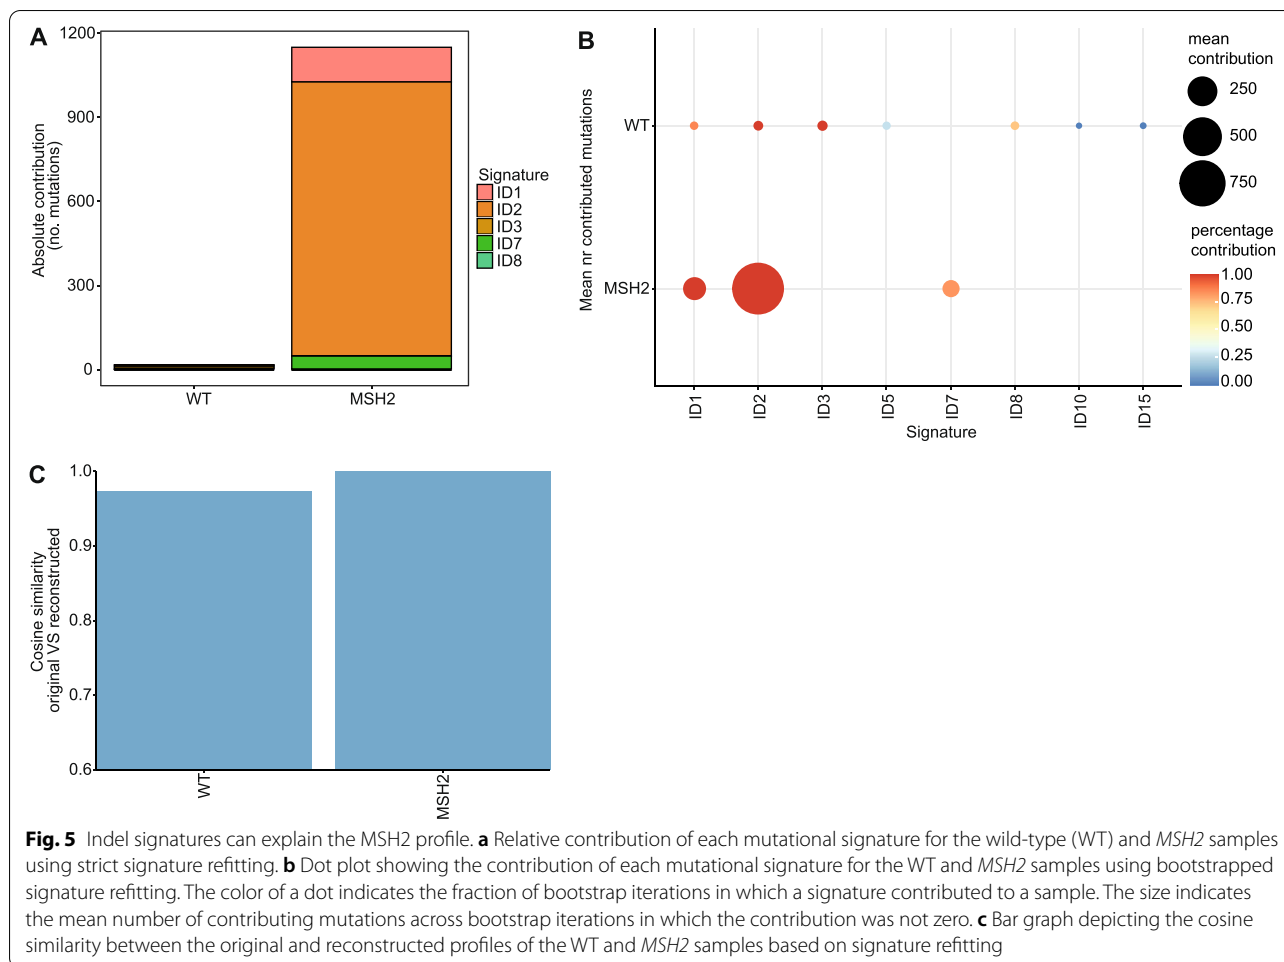 A
1200
900
600
300
0
Absolute contribution
(no. mutations)
WT
MSH2
Signature
ID1
ID2
ID3
ID7
ID8
B
Mean nr contributed mutations
WT
MSH2
ID1
ID2
ID3
ID5
ID7
ID8
ID10
ID15
Signature
mean
contribution
250
500
750
percentage
contribution
1.00
0.75
0.50
0.25
0.00
C
1.0
0.9
0.8
0.7
0.6
Cosine similarity
original VS reconstructed
WT
MSH2
Fig. 5 Indel signatures can explain the MSH2 profile. a Relative contribution of each mutational signature for the wild-type (WT) and MSH2 samples
using strict signature refitting. b Dot plot showing the contribution of each mutational signature for the WT and MSH2 samples using bootstrapped
signature refitting. The color of a dot indicates the fraction of bootstrap iterations in which a signature contributed to a sample. The size indicates
the mean number of contributing mutations across bootstrap iterations in which the contribution was not zero. c Bar graph depicting the cosine
similarity between the original and reconstructed profiles of the WT and MSH2 samples based on signature refitting